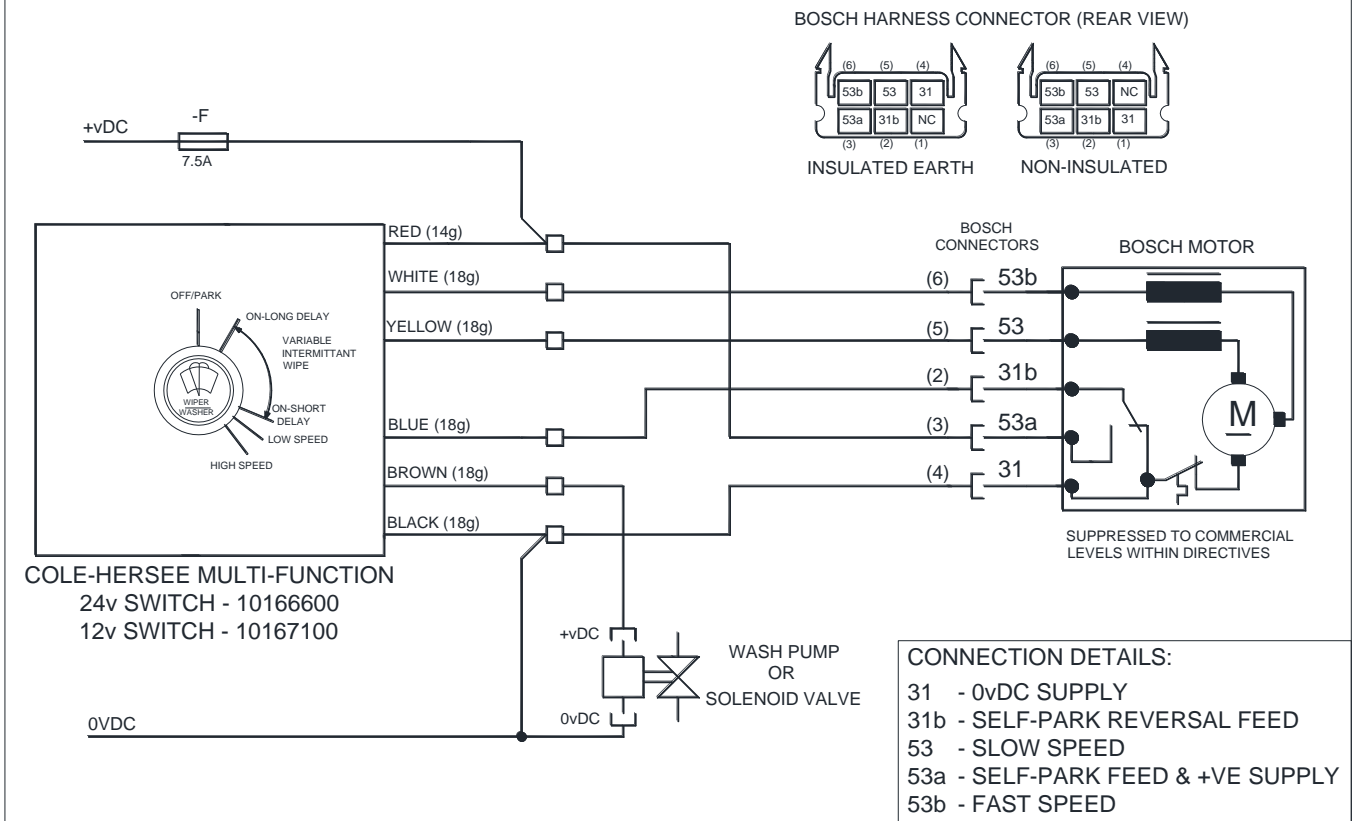 BOSCH HARNESS CONNECTOR (REAR VIEW)
(6) (5) (4)
53b 53 31
53a 31b NC
(3) (2) (1)
INSULATED EARTH
(6) (5) (4)
53b 53 NC
53a 31b 31
(3) (2) (1)
NON-INSULATED
+vDC
-F
7.5A
RED (14g)
WHITE (18g)
YELLOW (18g)
BLUE (18g)
BROWN (18g)
BLACK (18g)
OFF/PARK
ON-LONG DELAY
VARIABLE
INTERMITTANT
WIPE
ON-SHORT
DELAY
LOW SPEED
HIGH SPEED
WIPER
WASHER
COLE-HERSEE MULTI-FUNCTION
24v SWITCH - 10166600
12v SWITCH - 10167100
BOSCH
CONNECTORS
(6) 53b
(5) 53
(2) 31b
(3) 53a
(4) 31
BOSCH MOTOR
M
SUPPRESSED TO COMMERCIAL
LEVELS WITHIN DIRECTIVES
+vDC
0vDC
WASH PUMP
OR
SOLENOID VALVE
0VDC
CONNECTION DETAILS:
31 - 0vDC SUPPLY
31b - SELF-PARK REVERSAL FEED
53 - SLOW SPEED
53a - SELF-PARK FEED & +VE SUPPLY
53b - FAST SPEED